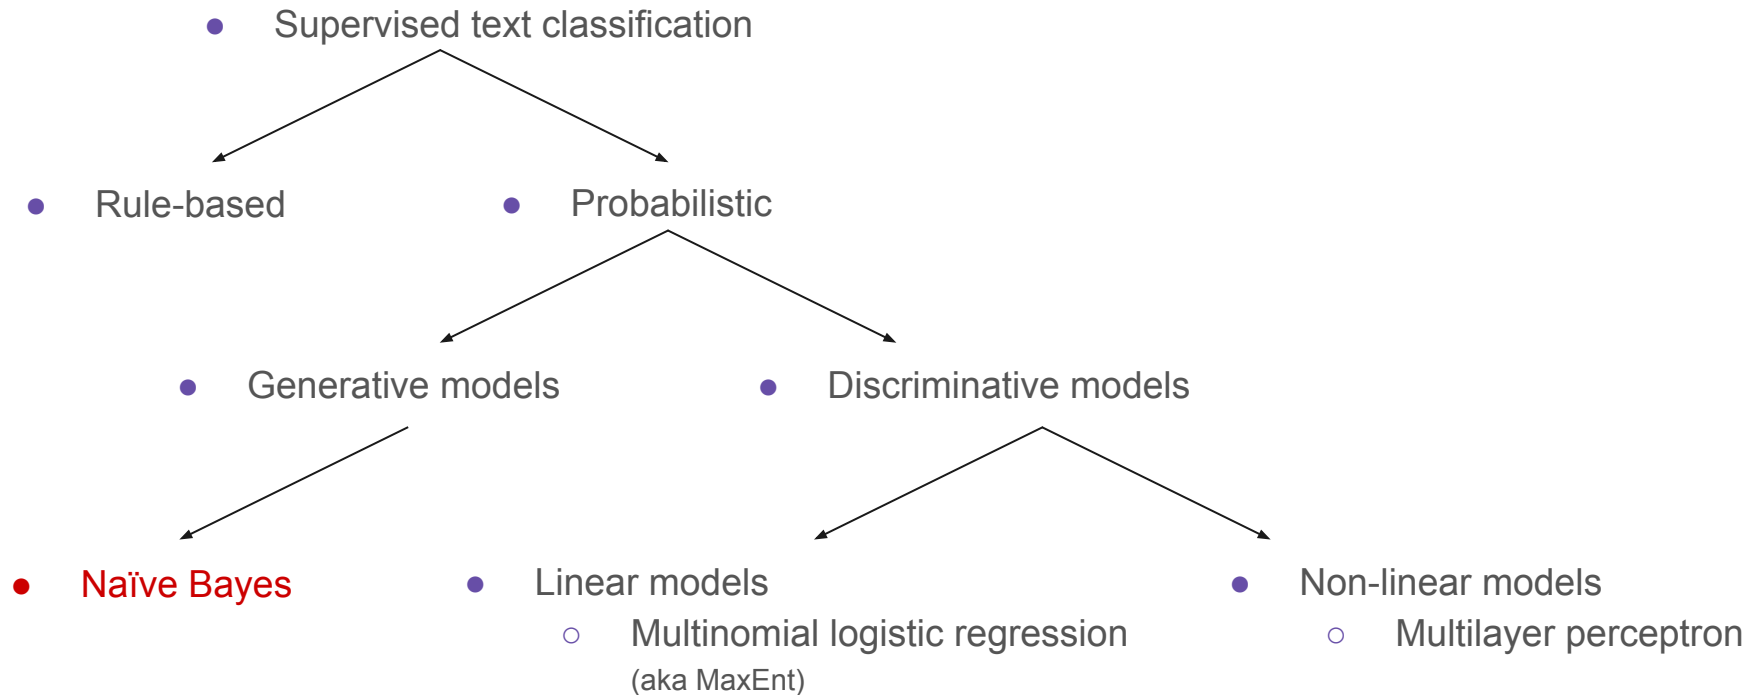 Supervised text classification
Rule-based
Probabilistic
Generative models
Discriminative models
Naïve Bayes
Linear models
Non-linear models
Multinomial logistic regression
Multilayer perceptron
(aka MaxEnt)